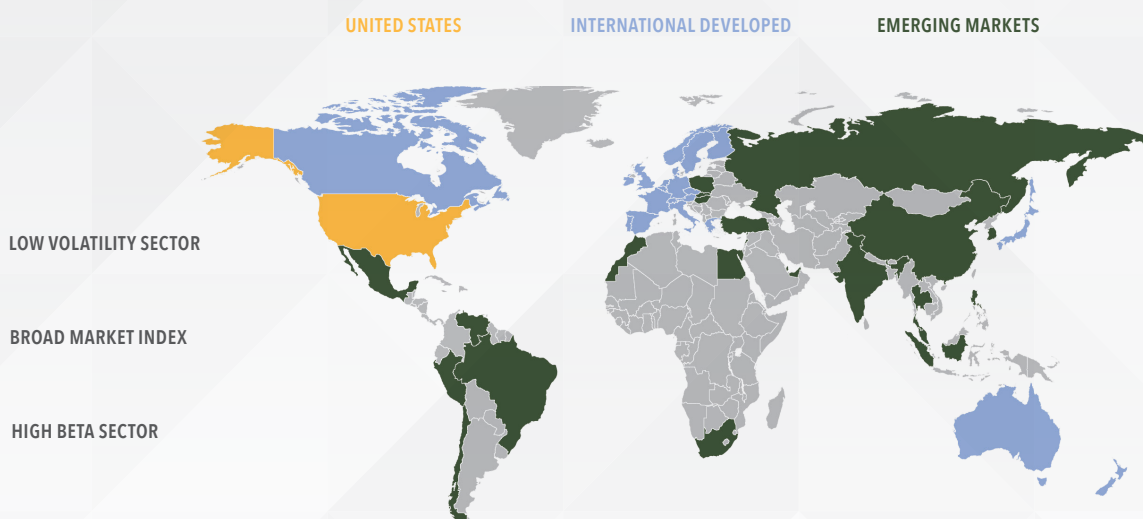 UNITED STATES
INTERNATIONAL DEVELOPED
EMERGING MARKETS
LOW VOLATILITY SECTOR
BROAD MARKET INDEX
HIGH BETA SECTOR